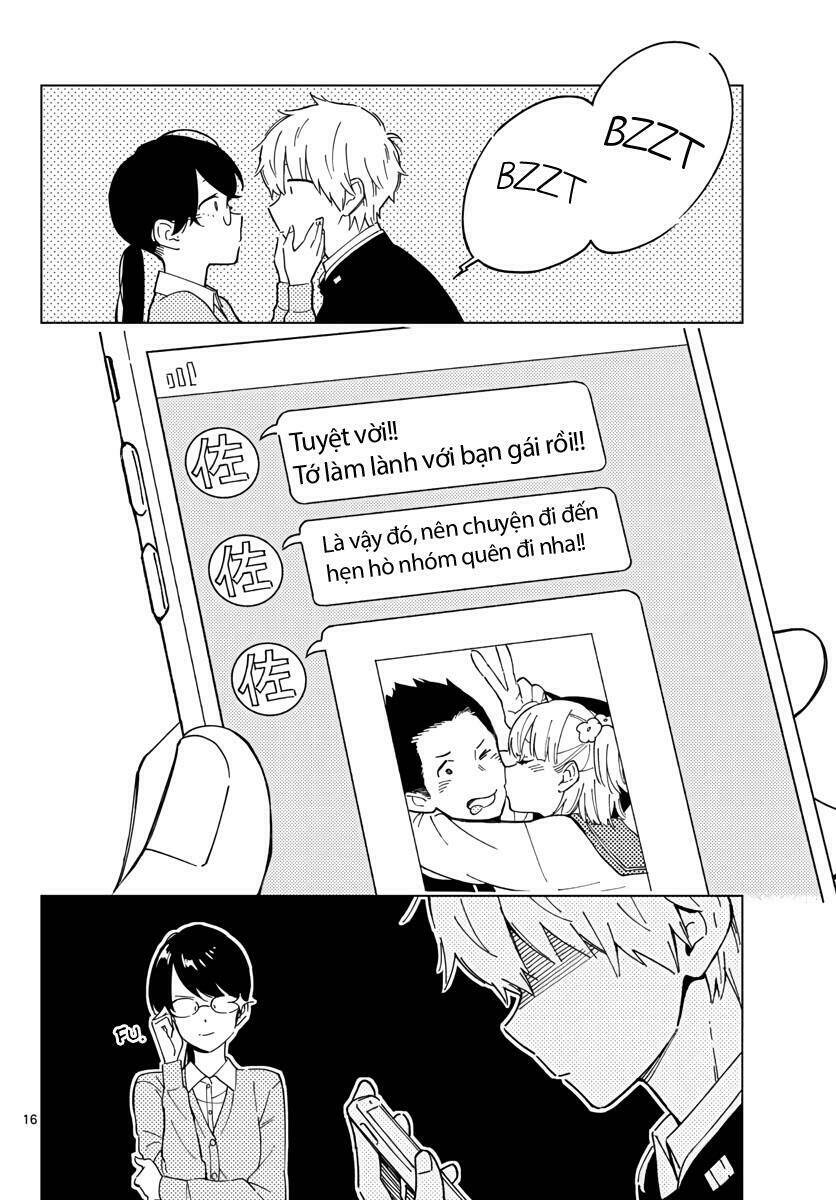 BZZT
BZZT
佐
Tuyệt vời!!
Tớ làm lành với bạn gái rồi!!
佐
Là vậy đó, nên chuyện đi đến
hẹn hò nhóm quên đi nha!!
佐
FU.
16